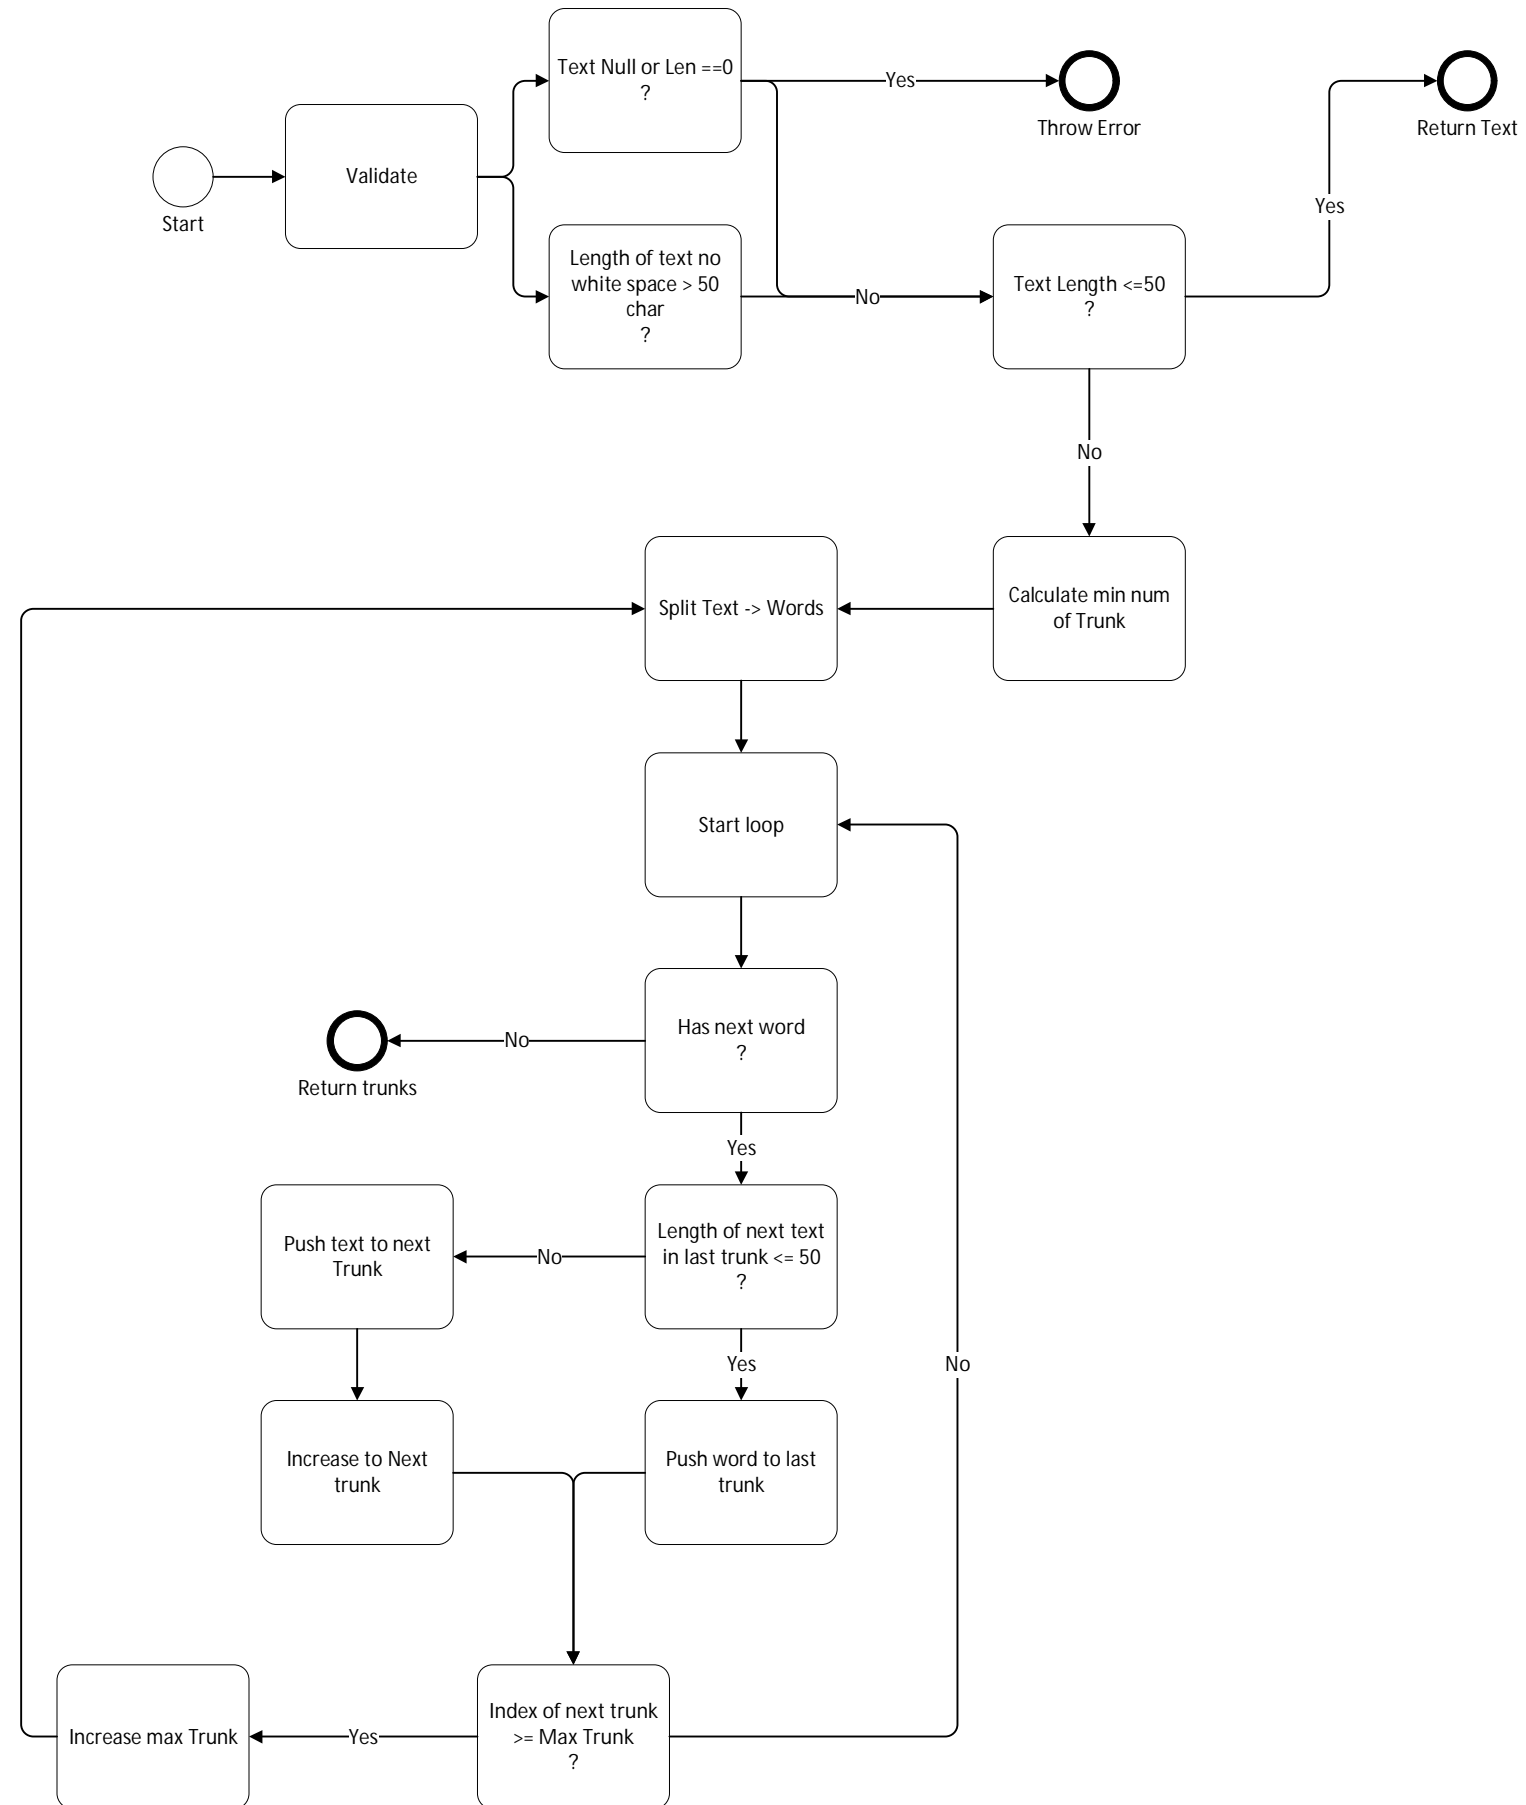 Text Null or Len ==0
?
Yes
Throw Error
Return Text
Validate
Start
Yes
Length of text no
white space > 50
char
?
No
Text Length <=50
?
No
Split Text -> Words
Calculate min num
of Trunk
Start loop
Has next word
?
No
Return trunks
Yes
Push text to next
Trunk
No
Length of next text
in last trunk <= 50
?
Yes
No
Increase to Next
trunk
Push word to last
trunk
Increase max Trunk
Yes
Index of next trunk
>= Max Trunk
?